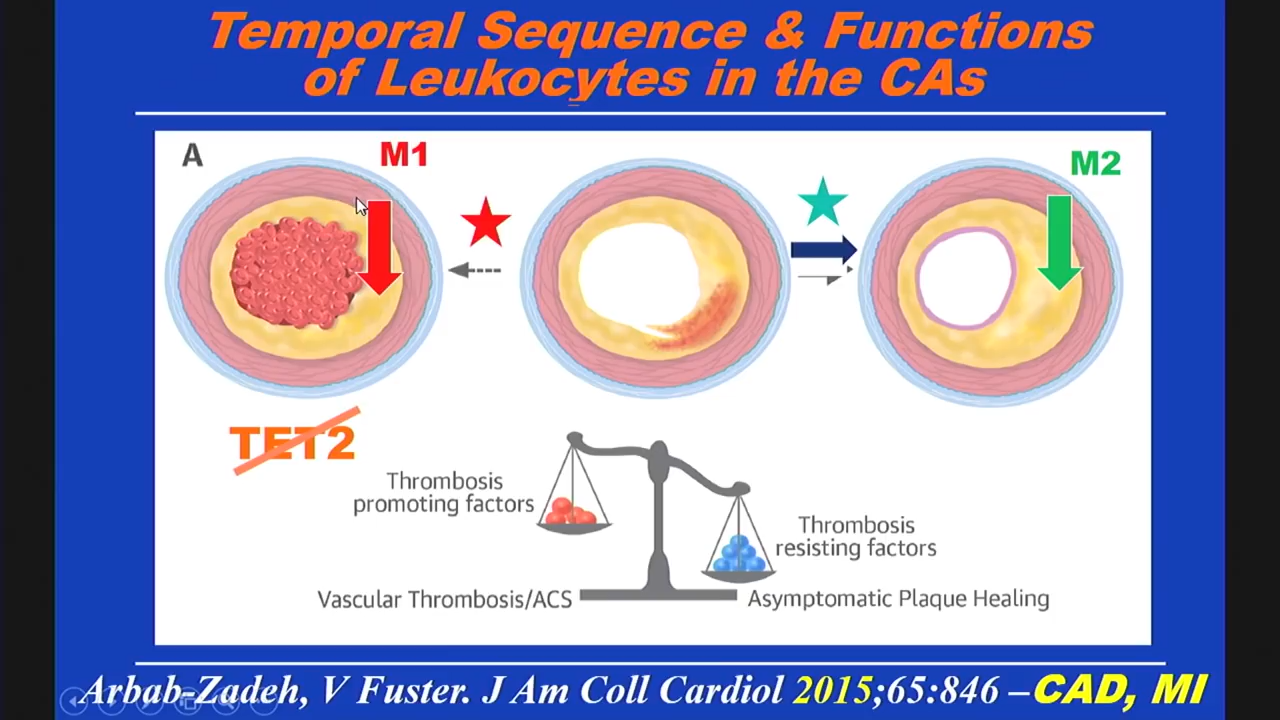 Temporal Sequence & Functions
of Leukocytes in the CAs
A
M1
M2
TET2
Thrombosis
promoting factors
Thrombosis
resisting factors
Vascular Thrombosis/ACS
Asymptomatic Plaque Healing
Arbab-Zadeh, V Fuster. J Am Coll Cardiol 2015;65:846 –CAD, MI